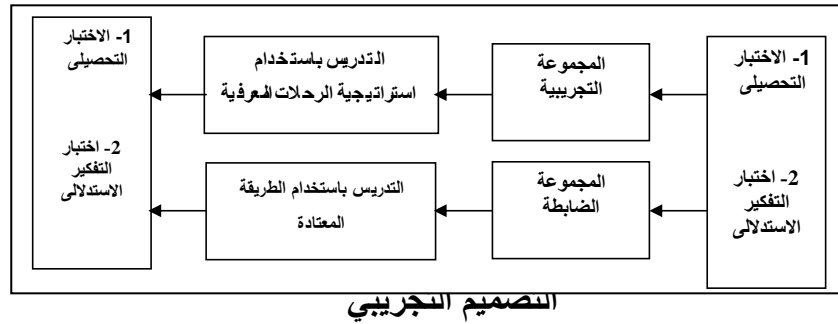 1- الاختبار
التحصيلى
2- اختبار
التفكير
الاستدلالى
المجموعة
التجريبية
التدريس باستخدام
استراتيجية الرحلات المعرفية
المجموعة
الضابطة
التدريس باستخدام الطريقة
المعتادة
1- الاختبار
التحصيلى
2- اختبار
التفكير
الاستدلالى
التصميم التجريبي